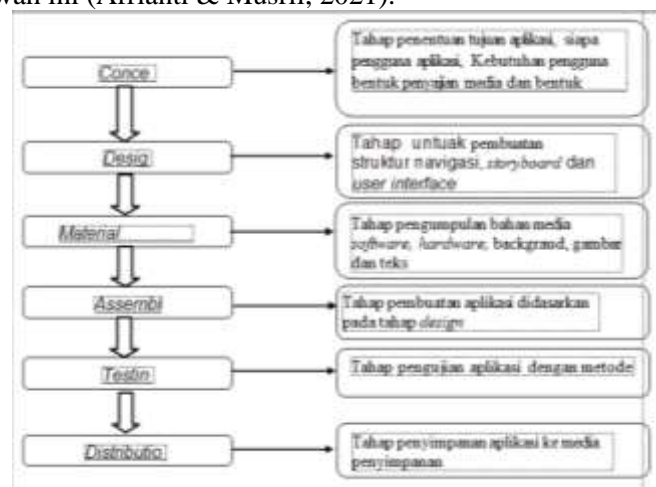 wah ini (Afrianti & Musril, 2021).
Conce
Tahap penentuan tujuan aplikasi, siapa
pengguna aplikasi, Kebutuhan pengguna
bentuk penyajian media dan bentuk
Desig
Tahap untuak pembuatan
struktur navigasi, storyboard dan
user interface
Material
Tahap pengumpulan bahan media
software, hardware, backgraud, gambar
dan teks
Assembl
Tahap pembuatan aplikasi didasarkan
pada tahap design
Testin
Tahap pengujian aplikasi dengan metode
Distributio
Tahap penyimpanan aplikasi ke media
penyimpanan